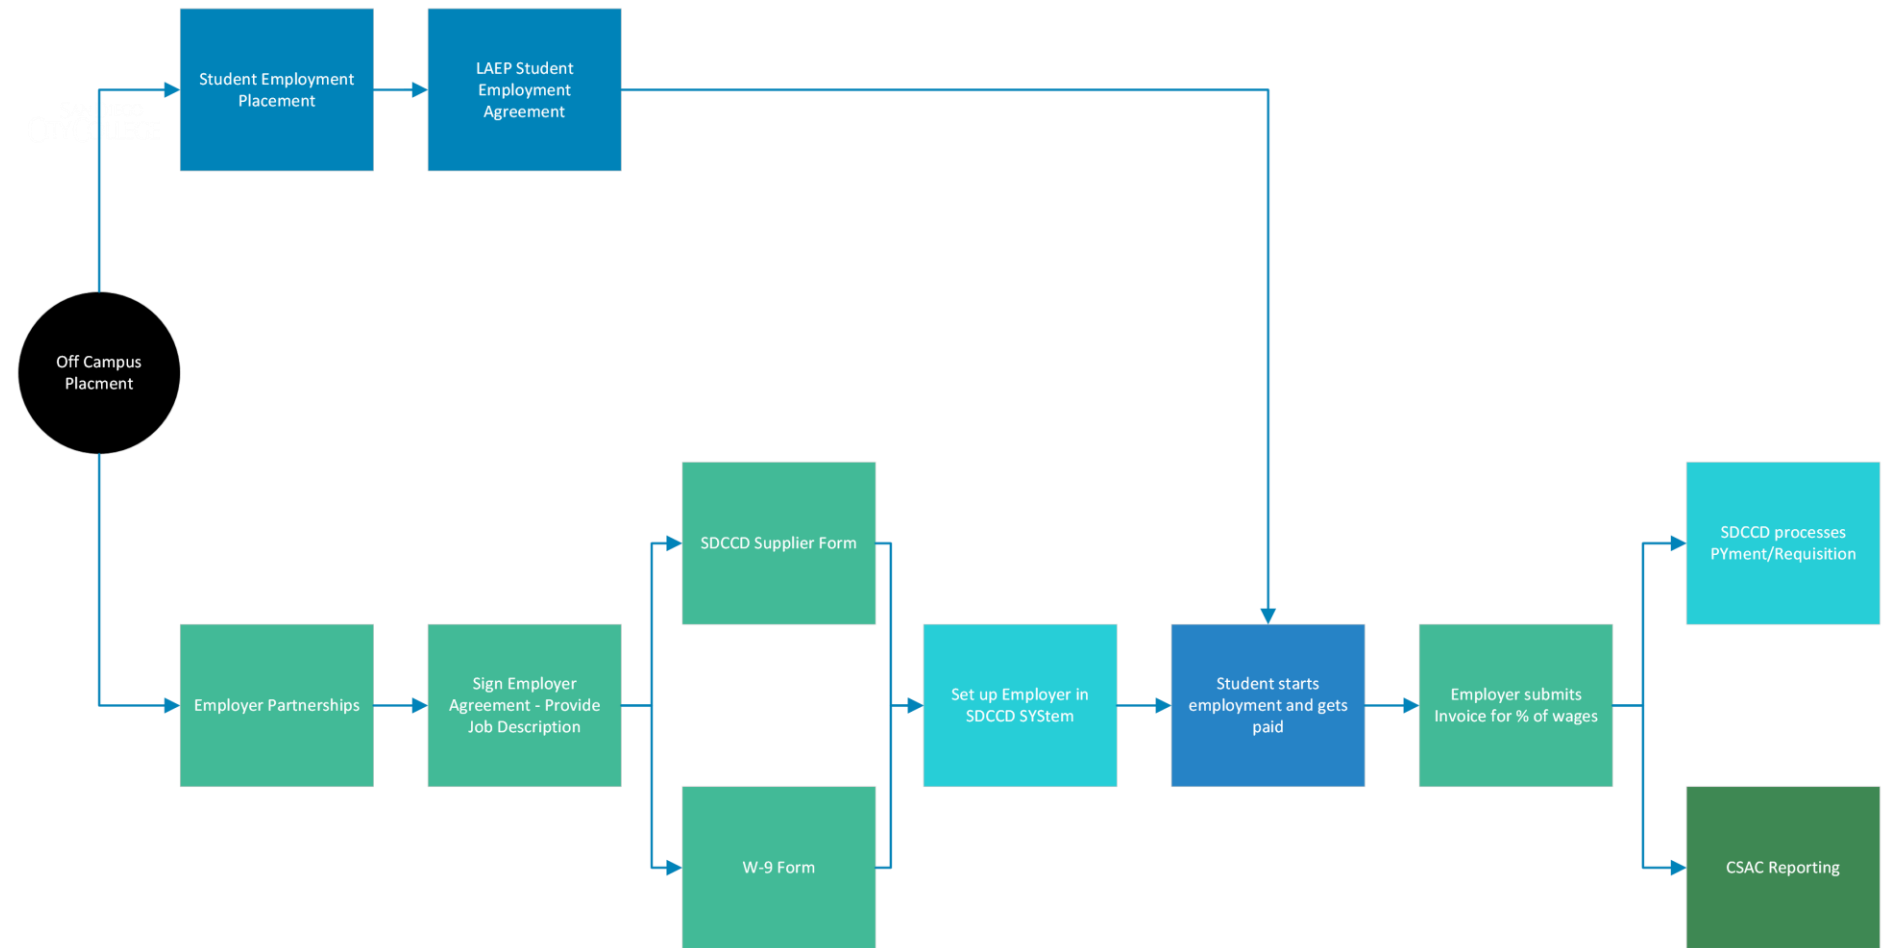 Student Employment
Placement
LAEP Student
Employment
Agreement
Off Campus
Placment
SDCCD Supplier Form
SDCCD processes
PYment/Requisition
Employer Partnerships
Sign Employer
Agreement - Provide
Job Description
Set up Employer in
SDCCD SYStem
Student starts
employment and gets
paid
Employer submits
Invoice for % of wages
W-9 Form
CSAC Reporting